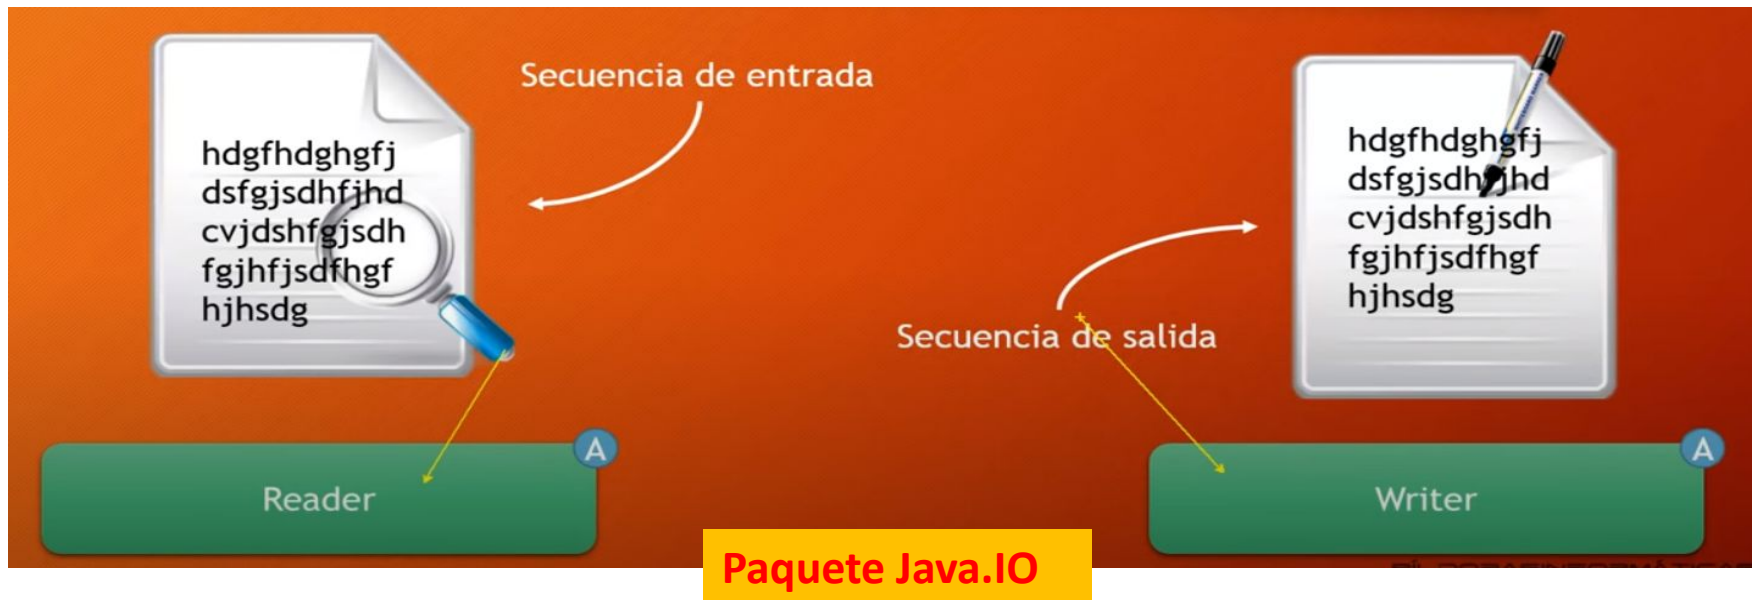 Secuencia de entrada
hdgfhdghgfj
dsfgjsdhfjhd
cvjdshfgjsdh
fgjhfjsdfhgf
hjhsdg
Secuencia de salida
hdgfhdghgfj
dsfgjsdhfjhd
cvjdshfgjsdh
fgjhfjsdfhgf
hjhsdg
A
Reader
A
Writer
Paquete Java.IO